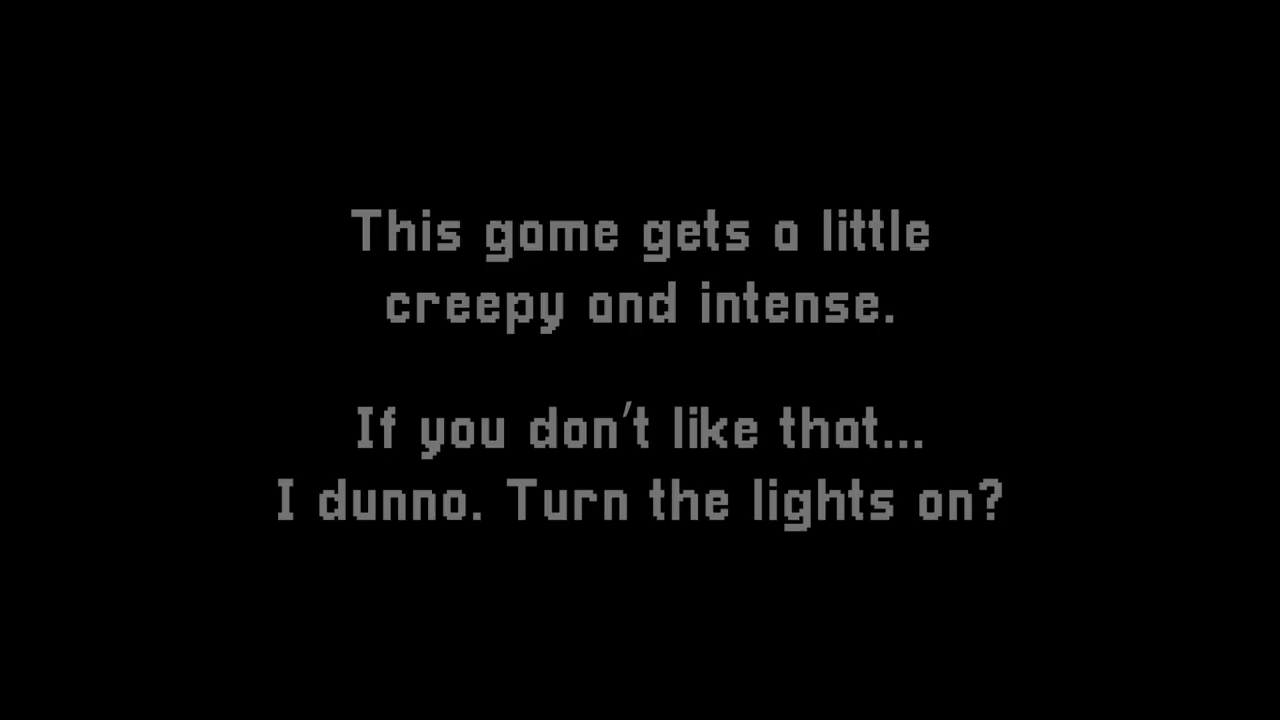 This game gets a little
creepy and intense.
If you don't like that...
I dunno. Turn the lights on?